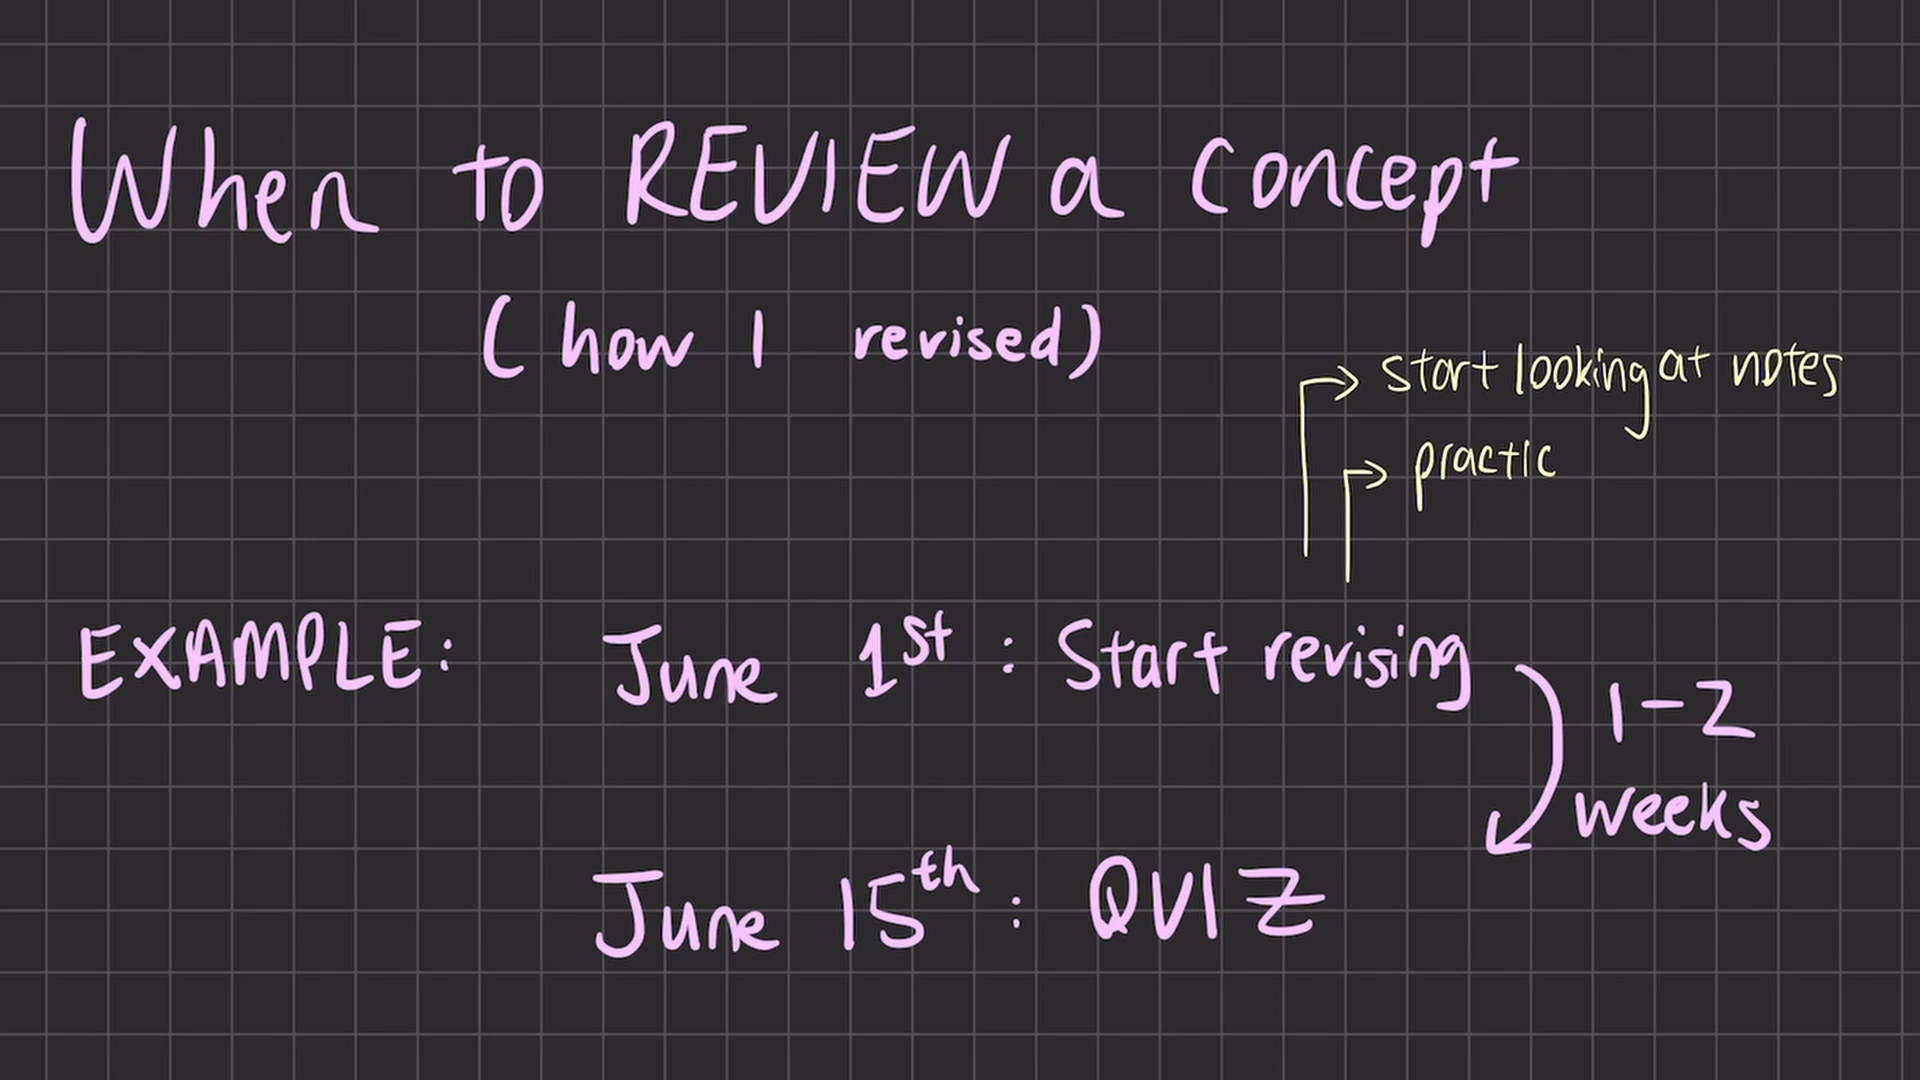 When to REVIEW a concept
(how I revised)
start looking at notes
practic
EXAMPLE: June 1st : Start revising
1-2
weeks
June 15th : QUIZ